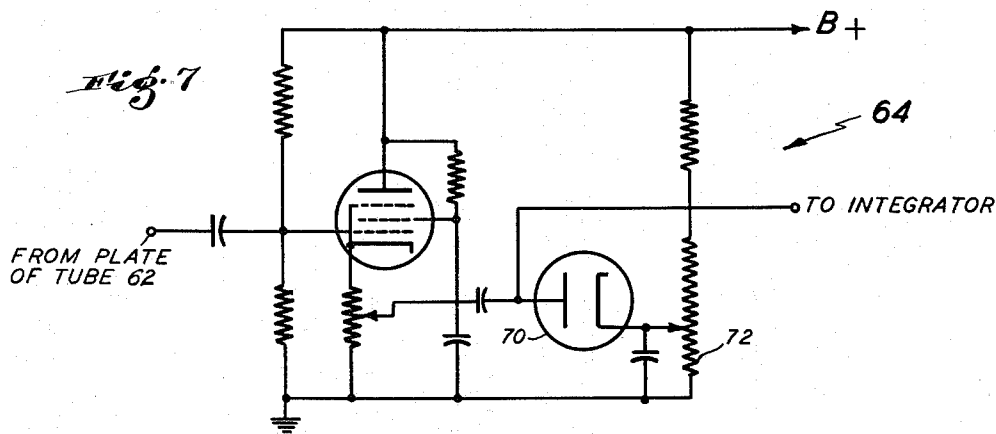 Fig. 7
B +
64
TO INTEGRATOR
FROM PLATE
OF TUBE 62
70
72